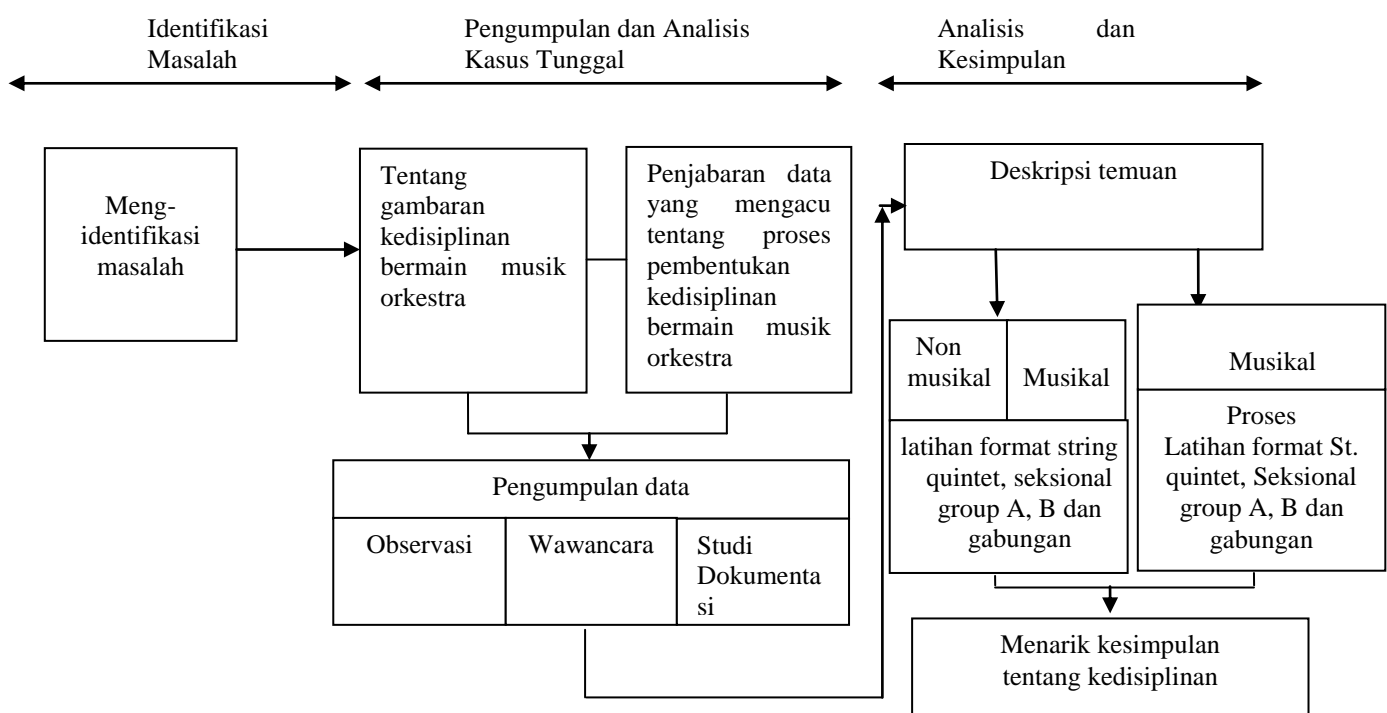 Identifikasi
Masalah
Pengumpulan dan Analisis
Kasus Tunggal
Analisis dan
Kesimpulan
Meng-
identifikasi
masalah
Tentang
gambaran
kedisiplinan
bermain musik
orkestra
Penjabaran data
yang mengacu
tentang proses
pembentukan
kedisiplinan
bermain musik
orkestra
Deskripsi temuan
Non
musikal
Musikal
latihan format string
quintet, seksional
group A, B dan
gabungan
Musikal
Proses
Latihan format St.
quintet, Seksional
group A, B dan
gabungan
Pengumpulan data
Observasi
Wawancara
Studi
Dokumenta
si
Menarik kesimpulan
tentang kedisiplinan